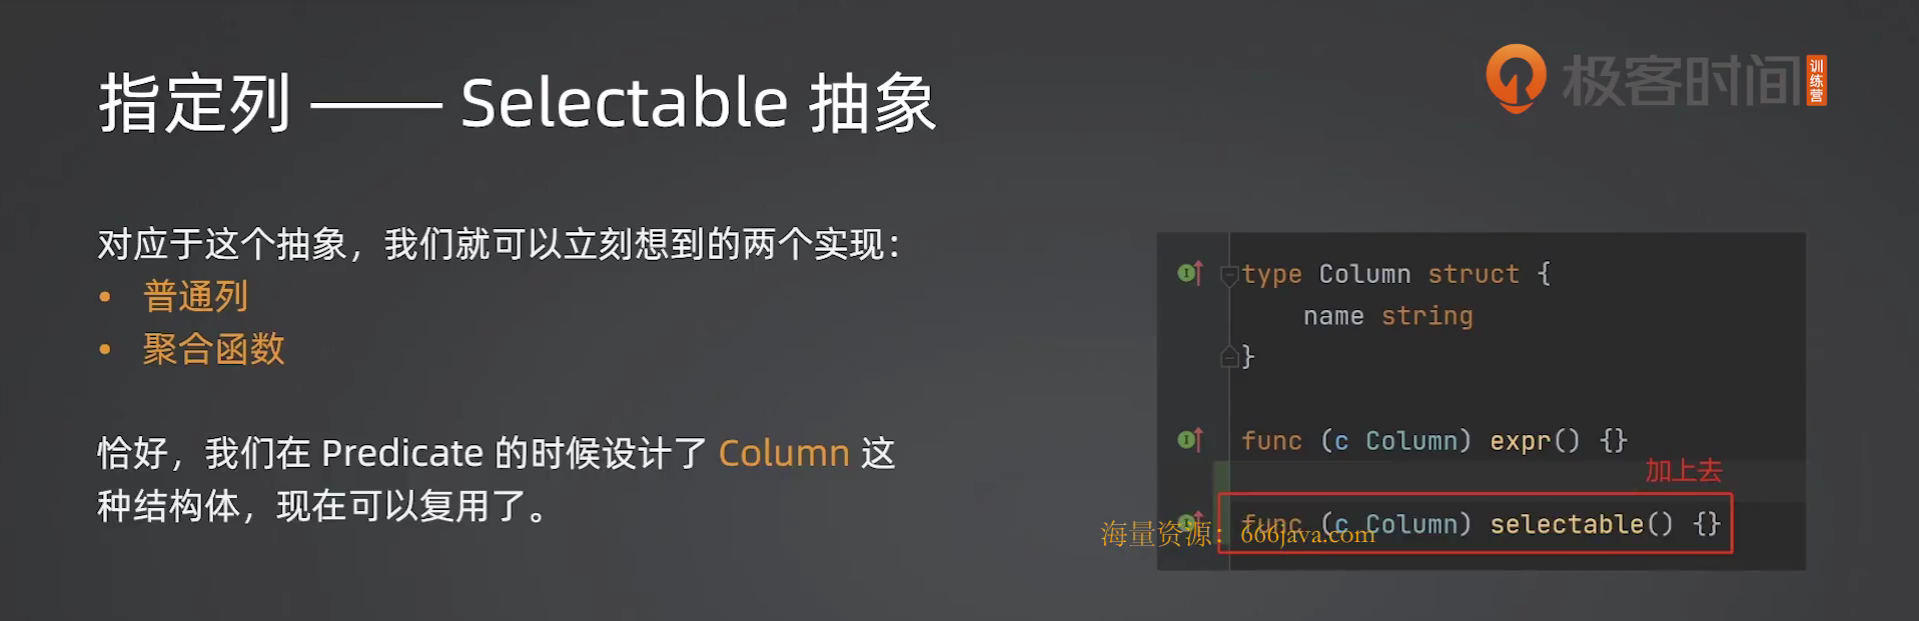 指定列 —— Selectable 抽象
极客时间 训练营
对应于这个抽象，我们就可以立刻想到的两个实现：
• 普通列
• 聚合函数
恰好，我们在 Predicate 的时候设计了 Column 这
种结构体，现在可以复用了。
type Column struct {
name string
}
func (c Column) expr() {}
加上去
func (c Column) selectable() {}
海量资源：666java.com